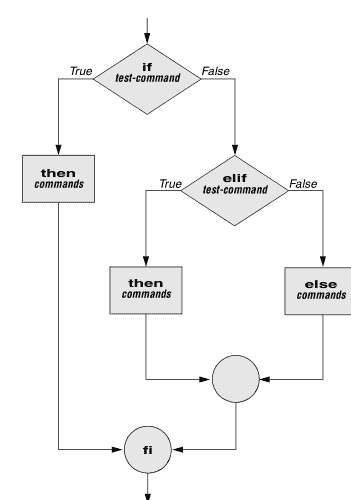 if
test-command
True
False
then
commands
elif
test-command
True
False
then
commands
else
commands
fi